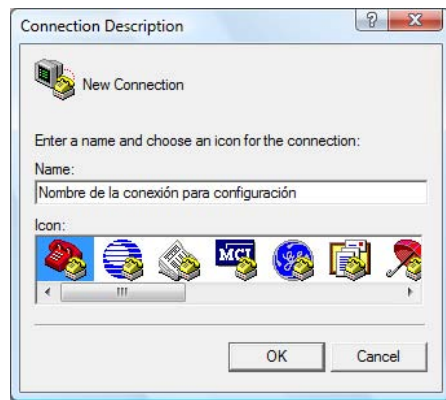 Connection Description
New Connection
Enter a name and choose an icon for the connection:
Name:
Nombre de la conexión para configuración
Icon:
MCI
OK
Cancel